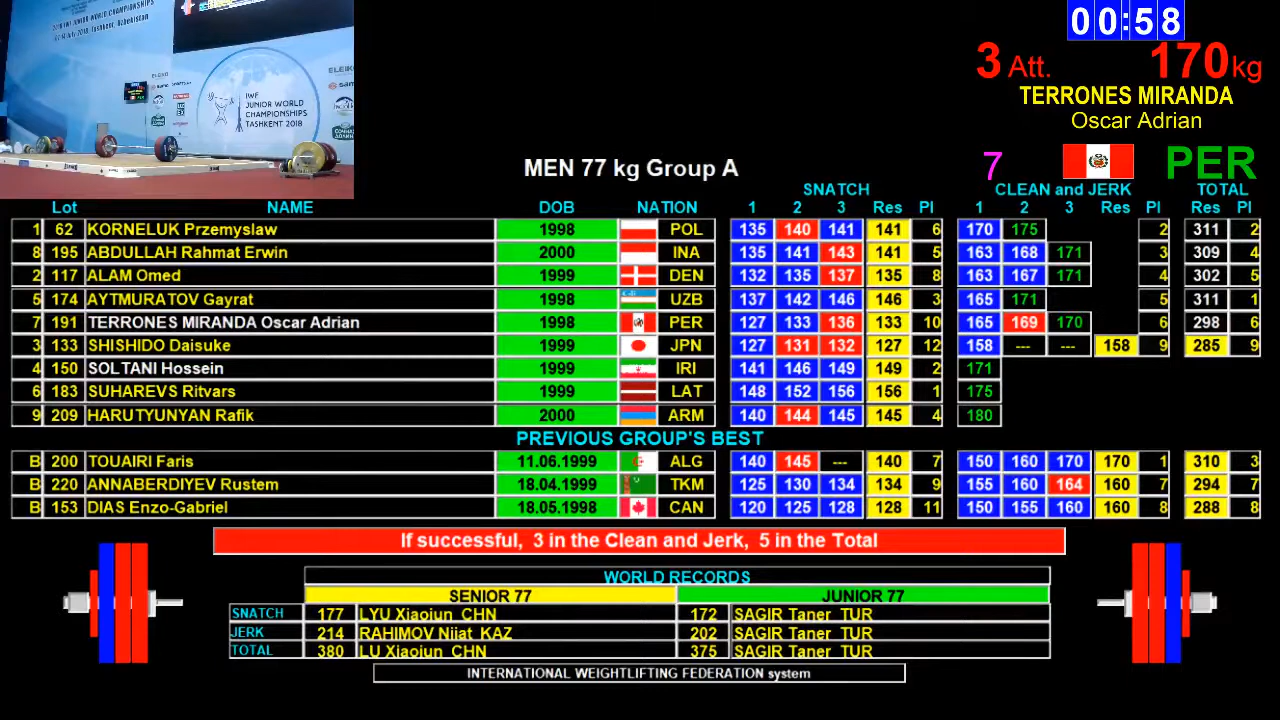 2018 IWF JUNIOR WORLD CHAMPIONSHIPS
07-14 July 2018, Tashkent, Uzbekistan
ELEIKO
IWF
JUNIOR WORLD
CHAMPIONSHIPS
TASHKENT 2018
00:58
3 Att. 170kg
TERRONES MIRANDA
Oscar Adrian
7 PER
MEN 77 kg Group A
SNATCH CLEAN and JERK TOTAL
Lot NAME DOB NATION 1 2 3 Res Pl 1 2 3 Res Pl Res Pl
1 62 KORNELUK Przemyslaw 1998 POL 135 140 141 141 6 170 175 2 311 2
8 195 ABDULLAH Rahmat Erwin 2000 INA 135 141 143 141 5 163 168 171 3 309 4
2 117 ALAM Omed 1999 DEN 132 135 137 135 8 163 167 171 4 302 5
5 174 AYTMURATOV Gayrat 1998 UZB 137 142 146 146 3 165 171 5 311 1
7 191 TERRONES MIRANDA Oscar Adrian 1998 PER 127 133 136 133 10 165 169 170 6 298 6
3 133 SHISHIDO Daisuke 1999 JPN 127 131 132 127 12 158 --- --- 158 9 285 9
4 150 SOLTANI Hossein 1999 IRI 141 146 149 149 2 171
6 183 SUHAREVS Ritvars 1999 LAT 148 152 156 156 1 175
9 209 HARUTYUNYAN Rafik 2000 ARM 140 144 145 145 4 180
PREVIOUS GROUP'S BEST
B 200 TOUAIRI Faris 11.06.1999 ALG 140 145 --- 140 7 150 160 170 170 1 310 3
B 220 ANNABERDIYEV Rustem 18.04.1999 TKM 125 130 134 134 9 155 160 164 160 7 294 7
B 153 DIAS Enzo-Gabriel 18.05.1998 CAN 120 125 128 128 11 150 155 160 160 8 288 8
If successful, 3 in the Clean and Jerk, 5 in the Total
WORLD RECORDS
SENIOR 77 JUNIOR 77
SNATCH 177 LYU Xiaojun CHN 172 SAGIR Taner TUR
JERK 214 RAHIMOV Nijat KAZ 202 SAGIR Taner TUR
TOTAL 380 LU Xiaojun CHN 375 SAGIR Taner TUR
INTERNATIONAL WEIGHTLIFTING FEDERATION system